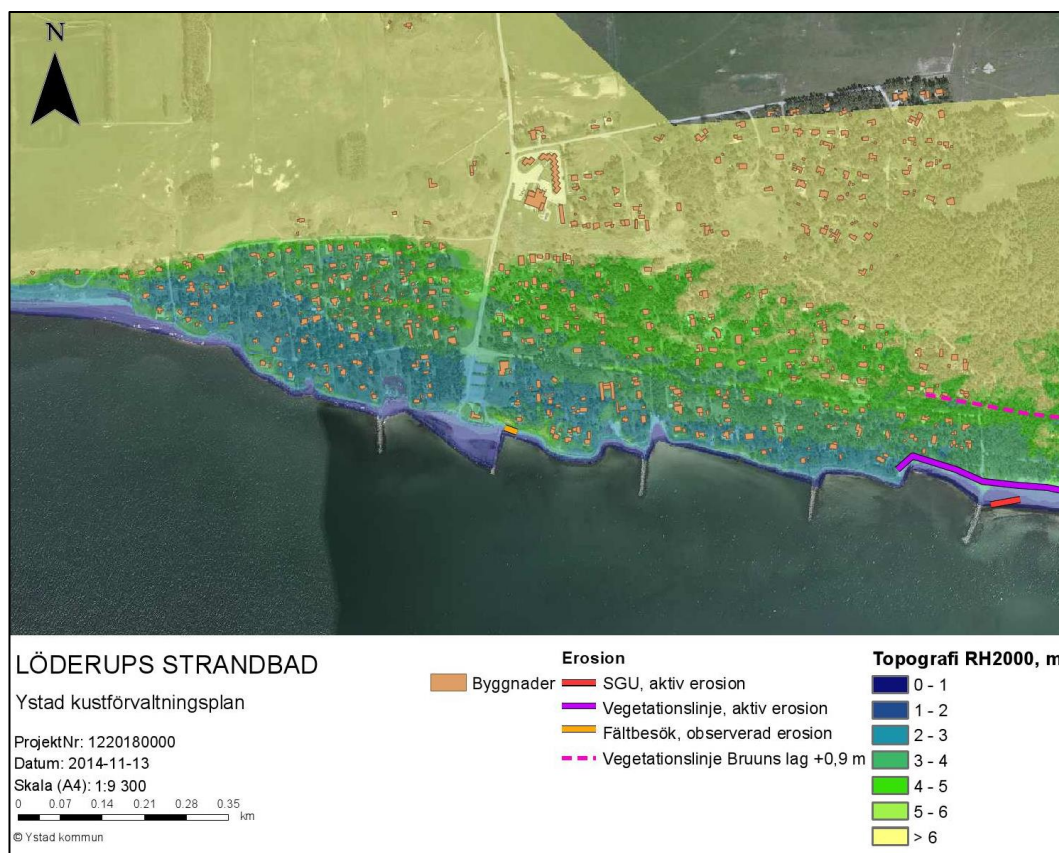 N
LÖDERUPS STRANDBAD
Ystad kustförvaltningsplan
ProjektNr: 1220180000
Datum: 2014-11-13
Skala (A4): 1:9 300
0 0.07 0.14 0.21 0.28 0.35
km
© Ystad kommun
Byggnader
Erosion
SGU, aktiv erosion
Vegetationslinje, aktiv erosion
Fältbesök, observerad erosion
Vegetationslinje Bruuns lag +0,9 m
Topografi RH2000, m
0 - 1
1 - 2
2 - 3
3 - 4
4 - 5
5 - 6
> 6